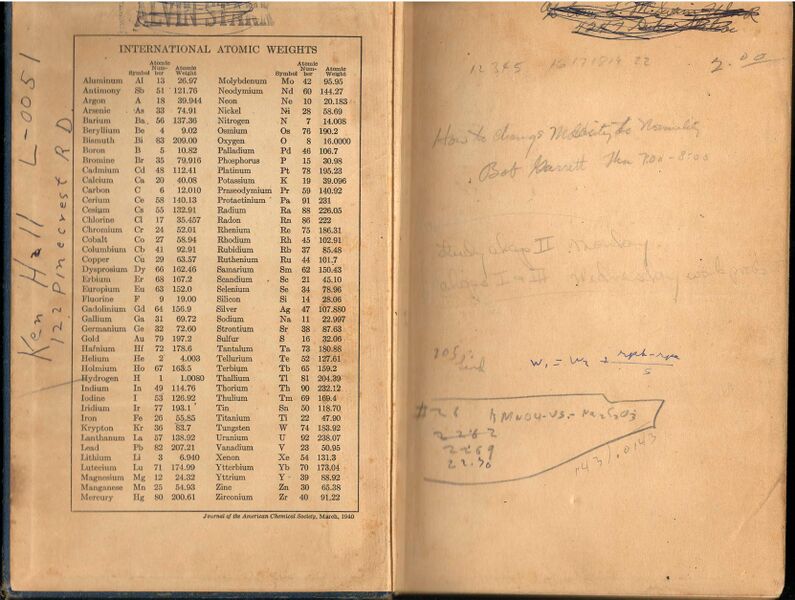 ALVIN STARK
Ken Hall L-0051
122 Pinecrest RD.
INTERNATIONAL ATOMIC WEIGHTS
Symbol Atomic Number Atomic Weight Symbol Atomic Number Atomic Weight
Aluminum Al 13 26.97 Molybdenum Mo 42 95.95
Antimony Sb 51 121.76 Neodymium Nd 60 144.27
Argon A 18 39.944 Neon Ne 10 20.183
Arsenic As 33 74.91 Nickel Ni 28 58.69
Barium Ba 56 137.36 Nitrogen N 7 14.008
Beryllium Be 4 9.02 Osmium Os 76 190.2
Bismuth Bi 83 209.00 Oxygen O 8 16.0000
Boron B 5 10.82 Palladium Pd 46 106.7
Bromine Br 35 79.916 Phosphorus P 15 30.98
Cadmium Cd 48 112.41 Platinum Pt 78 195.23
Calcium Ca 20 40.08 Potassium K 19 39.096
Carbon C 6 12.010 Praseodymium Pr 59 140.92
Cerium Ce 58 140.13 Protactinium Pa 91 231
Cesium Cs 55 132.91 Radium Ra 88 226.05
Chlorine Cl 17 35.457 Radon Rn 86 222
Chromium Cr 24 52.01 Rhenium Re 75 186.31
Cobalt Co 27 58.94 Rhodium Rh 45 102.91
Columbium Cb 41 92.91 Rubidium Rb 37 85.48
Copper Cu 29 63.57 Ruthenium Ru 44 101.7
Dysprosium Dy 66 162.46 Samarium Sm 62 150.43
Erbium Er 68 167.2 Scandium Sc 21 45.10
Europium Eu 63 152.0 Selenium Se 34 78.96
Fluorine F 9 19.00 Silicon Si 14 28.06
Gadolinium Gd 64 156.9 Silver Ag 47 107.880
Gallium Ga 31 69.72 Sodium Na 11 22.997
Germanium Ge 32 72.60 Strontium Sr 38 87.63
Gold Au 79 197.2 Sulfur S 16 32.06
Hafnium Hf 72 178.6 Tantalum Ta 73 180.88
Helium He 2 4.003 Tellurium Te 52 127.61
Holmium Ho 67 163.5 Terbium Tb 65 159.2
Hydrogen H 1 1.0080 Thallium Tl 81 204.39
Indium In 49 114.76 Thorium Th 90 232.12
Iodine I 53 126.92 Thulium Tm 69 169.4
Iridium Ir 77 193.1 Tin Sn 50 118.70
Iron Fe 26 55.85 Titanium Ti 22 47.90
Krypton Kr 36 83.7 Tungsten W 74 183.92
Lanthanum La 57 138.92 Uranium U 92 238.07
Lead Pb 82 207.21 Vanadium V 23 50.95
Lithium Li 3 6.940 Xenon Xe 54 131.3
Lutecium Lu 71 174.99 Ytterbium Yb 70 173.04
Magnesium Mg 12 24.32 Yttrium Y 39 88.92
Manganese Mn 25 54.93 Zinc Zn 30 65.38
Mercury Hg 80 200.61 Zirconium Zr 40 91.22
Journal of the American Chemical Society, March, 1940
12345 16 17 18 19 22 2.00
How to change Molarity to Normality
Bob Garrett 7:00 - 8:00
Study II Monday
I II Wednesday
#26 KMnO4-VS.-
2262
2269
22.30
.0143